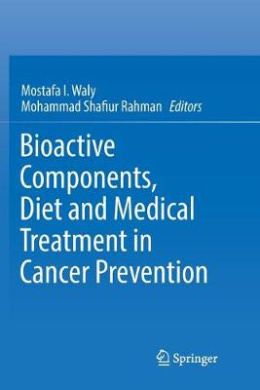 Mostafa I. Waly
Mohammad Shafiur Rahman Editors
Bioactive
Components,
Diet and Medical
Treatment in
Cancer Prevention
Springer